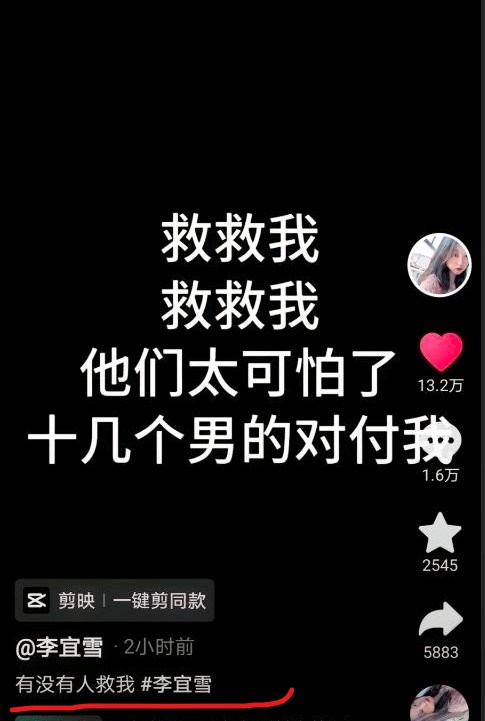 救救我
救救我
他们太可怕了
十几个男的对付我
13.2万
1.6万
2545
5883
剪映 | 一键剪同款
@李宜雪 · 2小时前
有没有人救我 #李宜雪